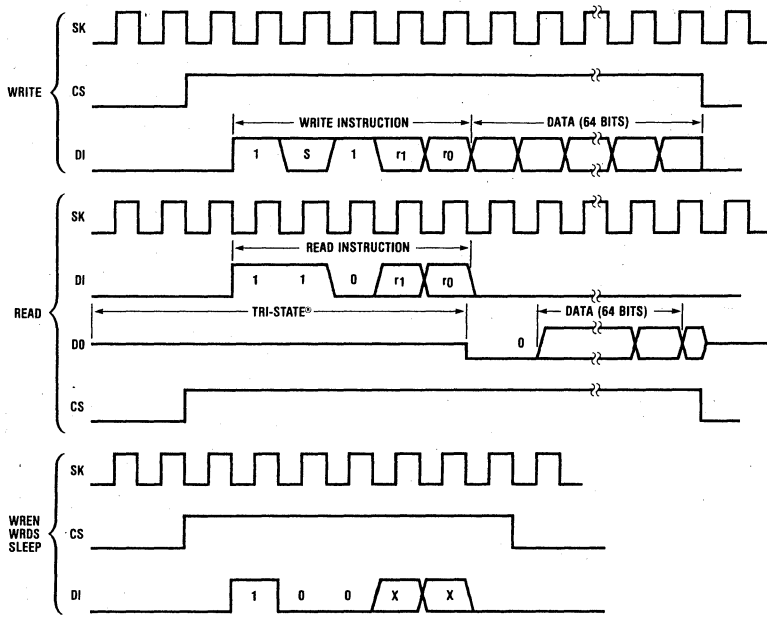 SK
WRITE CS
WRITE INSTRUCTION DATA (64 BITS)
DI 1 S 1 r1 r0
SK
READ INSTRUCTION
DI 1 1 0 r1 r0
READ
TRI-STATE® DATA (64 BITS)
DO 0
CS
SK
WREN
WRDS CS
SLEEP
DI 1 0 0 X X